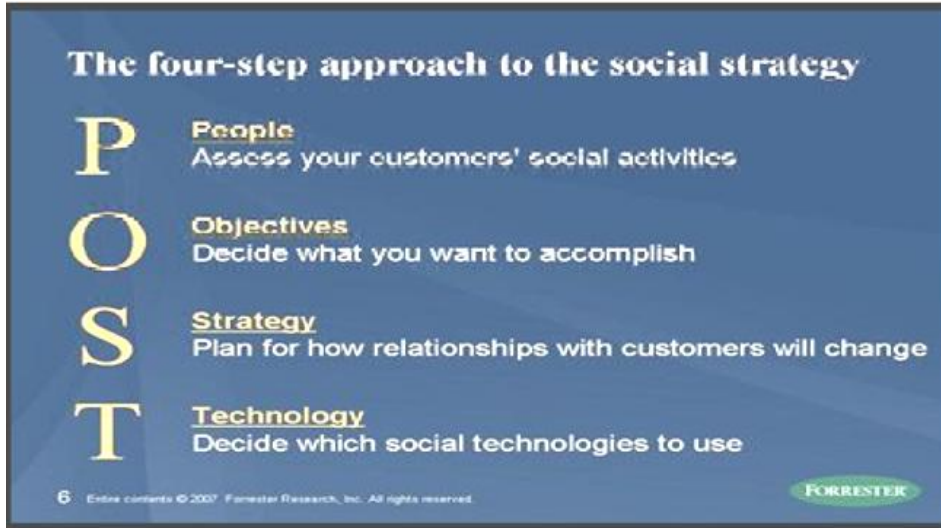 The four-step approach to the social strategy
P
People
Assess your customers' social activities
O
Objectives
Decide what you want to accomplish
S
Strategy
Plan for how relationships with customers will change
T
Technology
Decide which social technologies to use
6 Entire contents © 2007 Forrester Research, Inc. All rights reserved.
FORRESTER